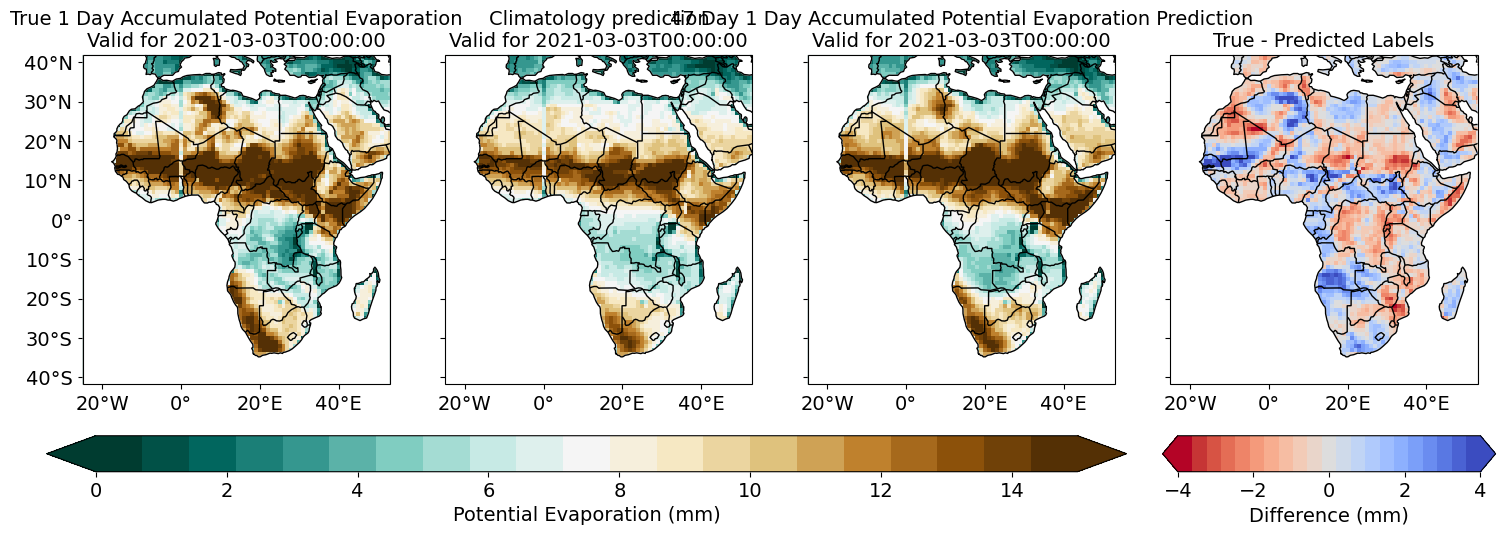 True 1 Day Accumulated Potential Evaporation
Valid for 2021-03-03T00:00:00
Climatology prediction
Valid for 2021-03-03T00:00:00
47 Day 1 Day Accumulated Potential Evaporation Prediction
Valid for 2021-03-03T00:00:00
True - Predicted Labels
40°N
30°N
20°N
10°N
0°
10°S
20°S
30°S
40°S
20°W 0° 20°E 40°E
20°W 0° 20°E 40°E
20°W 0° 20°E 40°E
20°W 0° 20°E 40°E
0 2 4 6 8 10 12 14
Potential Evaporation (mm)
−4 −2 0 2 4
Difference (mm)